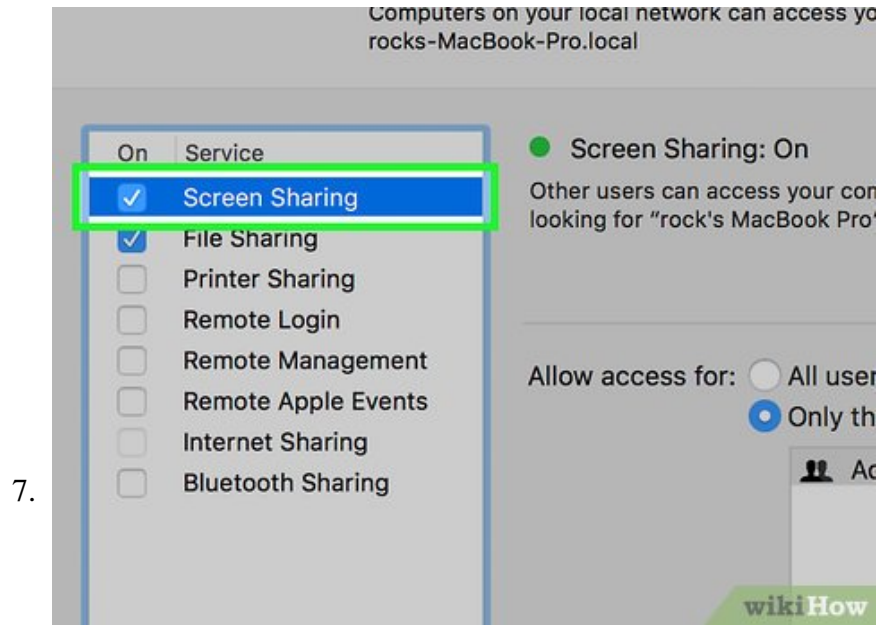 Computers on your local network can access yo
rocks-MacBook-Pro.local
On Service
Screen Sharing
File Sharing
Printer Sharing
Remote Login
Remote Management
Remote Apple Events
Internet Sharing
Bluetooth Sharing
Screen Sharing: On
Other users can access your con
looking for “rock's MacBook Pro”
Allow access for: All user
Only th
Ad
7.
wikiHow